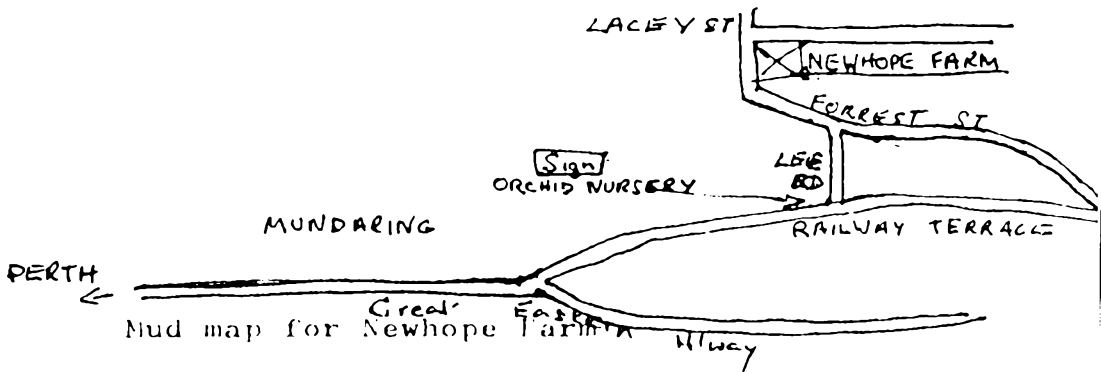 LACEY ST
NEWHOPE FARM
FORREST ST
Sign
LEE
RD
ORCHID NURSERY
MUNDARING
RAILWAY TERRACE
PERTH
Great Eastern
Hiway
Mud map for Newhope Farm